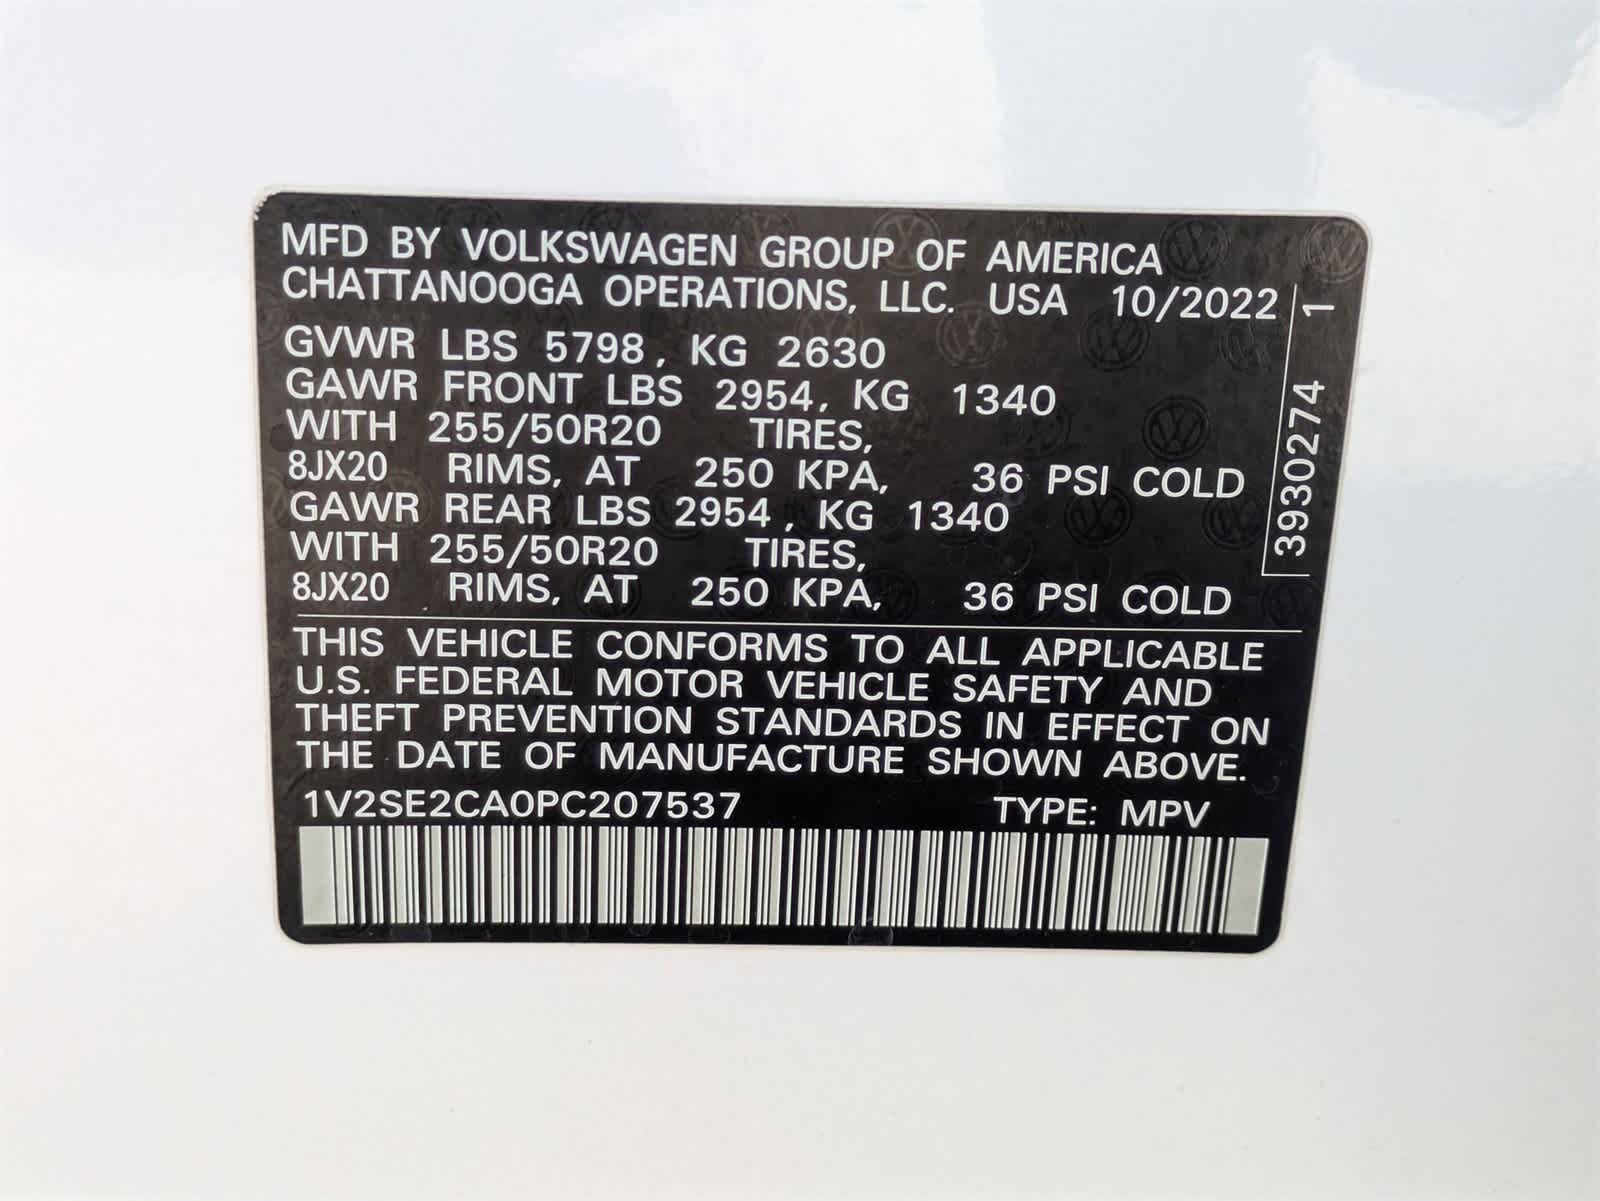 MFD BY VOLKSWAGEN GROUP OF AMERICA
CHATTANOOGA OPERATIONS, LLC. USA 10/2022
GVWR LBS 5798, KG 2630
GAWR FRONT LBS 2954, KG 1340
WITH 255/50R20 TIRES,
8JX20 RIMS, AT 250 KPA, 36 PSI COLD
GAWR REAR LBS 2954, KG 1340
WITH 255/50R20 TIRES,
8JX20 RIMS, AT 250 KPA, 36 PSI COLD
3930274 1
THIS VEHICLE CONFORMS TO ALL APPLICABLE
U.S. FEDERAL MOTOR VEHICLE SAFETY AND
THEFT PREVENTION STANDARDS IN EFFECT ON
THE DATE OF MANUFACTURE SHOWN ABOVE.
1V2SE2CA0PC207537 TYPE: MPV